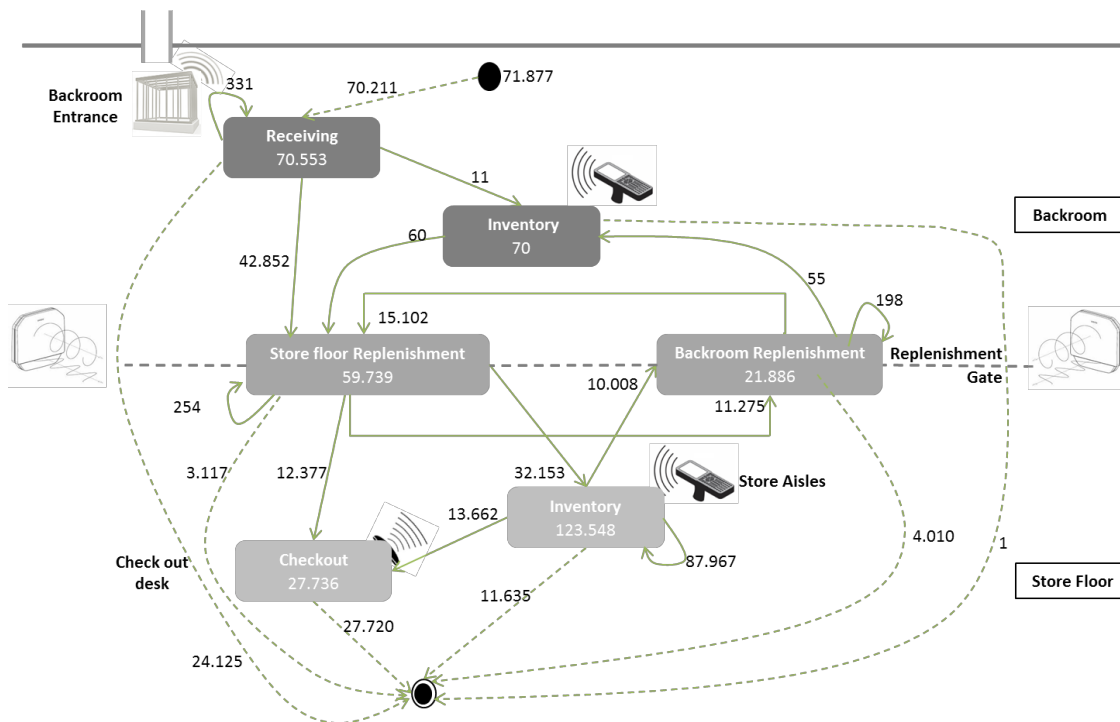 71.877
70.211
331
Backroom
Entrance
Receiving
70.553
11
Inventory
70
Backroom
60
42.852
55
198
15.102
Store floor Replenishment
59.739
Backroom Replenishment
21.886
Replenishment
Gate
10.008
11.275
254
3.117
12.377
32.153
Store Aisles
Inventory
123.548
13.662
87.967
4.010
1
Checkout
27.736
Check out
desk
11.635
Store Floor
27.720
24.125